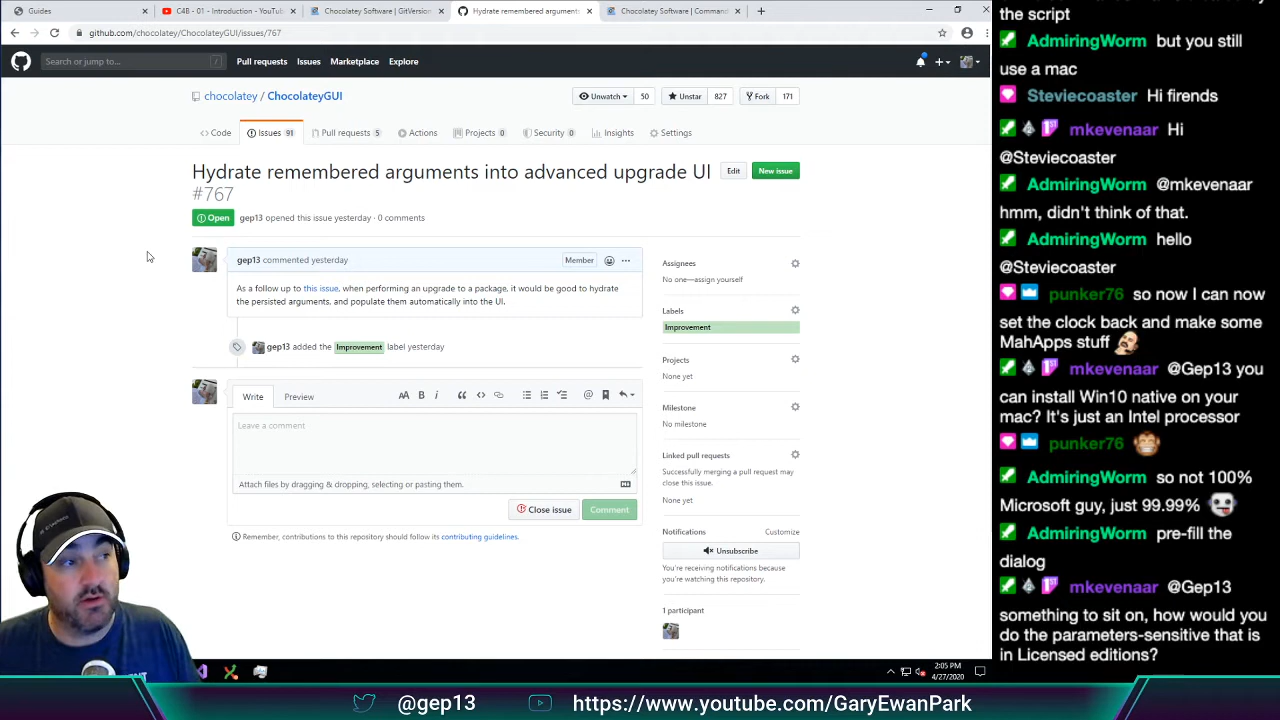 Guides
C4B - 01 - Introduction - YouTub
Chocolatey Software | GitVersion
Hydrate remembered arguments
Chocolatey Software | Command
github.com/chocolatey/ChocolateyGUI/issues/767
Search or jump to...
/
Pull requests
Issues
Marketplace
Explore
chocolatey / ChocolateyGUI
Unwatch
50
Unstar
827
Fork
171
Code
Issues 91
Pull requests 5
Actions
Projects 0
Security 0
Insights
Settings
Hydrate remembered arguments into advanced upgrade UI
#767
Edit
New issue
Open
gep13 opened this issue yesterday · 0 comments
gep13 commented yesterday
Member
As a follow up to this issue, when performing an upgrade to a package, it would be good to hydrate
the persisted arguments, and populate them automatically into the UI.
gep13 added the Improvement label yesterday
Write
Preview
AA B i
Leave a comment
Attach files by dragging & dropping, selecting or pasting them.
Close issue
Comment
Remember, contributions to this repository should follow its contributing guidelines.
Assignees
No one—assign yourself
Labels
Improvement
Projects
None yet
Milestone
No milestone
Linked pull requests
Successfully merging a pull request may
close this issue.
None yet
Notifications
Customize
Unsubscribe
You're receiving notifications because
you're watching this repository.
1 participant
2:05 PM
4/27/2020
the script
AdmiringWorm but you still
use a mac
Steviecoaster Hi firends
mkevenaar Hi
@Steviecoaster
AdmiringWorm @mkevenaar
hmm, didn't think of that.
AdmiringWorm hello
@Steviecoaster
punker76 so now I can now
set the clock back and make some
MahApps stuff
mkevenaar @Gep13 you
can install Win10 native on your
mac? It's just an Intel processor
punker76
AdmiringWorm so not 100%
Microsoft guy, just 99.99%
AdmiringWorm pre-fill the
dialog
mkevenaar @Gep13
something to sit on, how would you
do the parameters-sensitive that is
in Licensed editions?
@gep13
https://www.youtube.com/GaryEwanPark